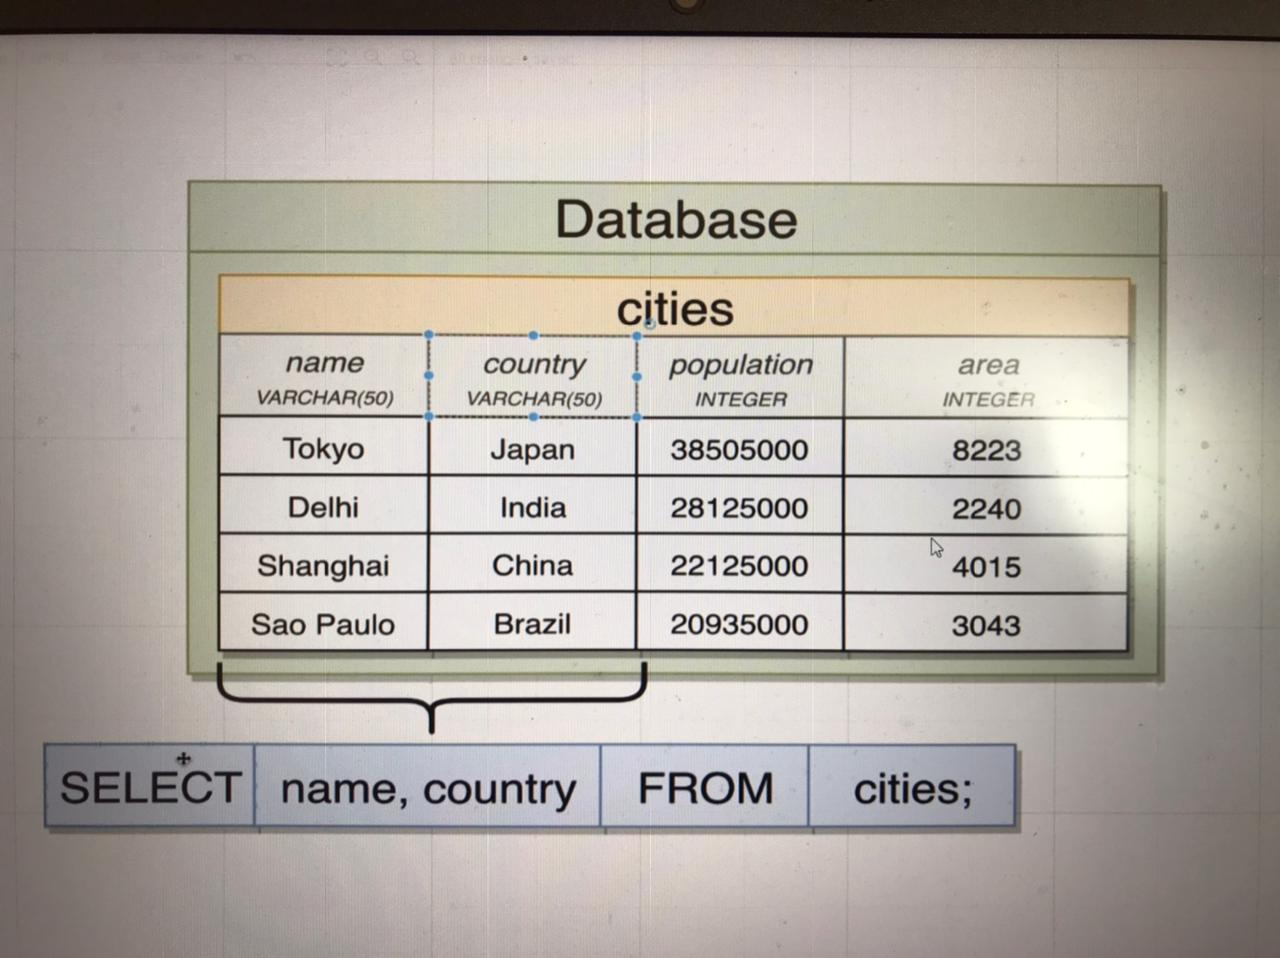 Database
cities
name country population area
VARCHAR(50) VARCHAR(50) INTEGER INTEGER
Tokyo Japan 38505000 8223
Delhi India 28125000 2240
Shanghai China 22125000 4015
Sao Paulo Brazil 20935000 3043
SELECT name, country FROM cities;